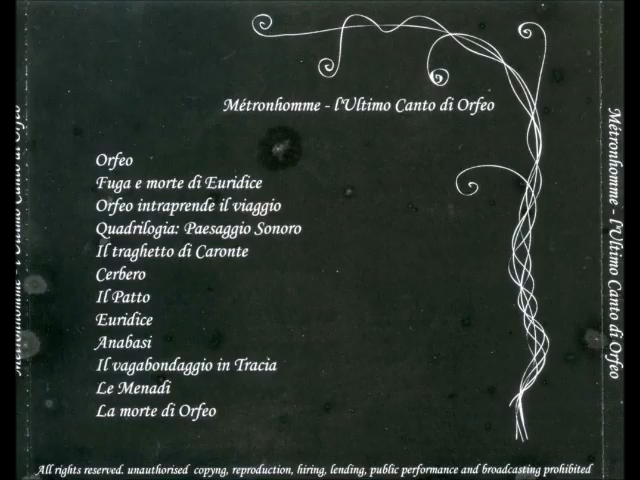 Métronhomme - l'Ultimo Canto di Orfeo
Orfeo
Fuga e morte di Euridice
Orfeo intraprende il viaggio
Quadrilogia: Paesaggio Sonoro
Il traghetto di Caronte
Cerbero
Il Patto
Euridice
Anabasi
Il vagabondaggio in Tracia
Le Menadi
La morte di Orfeo
All rights reserved. unauthorised copyng, reproduction, hiring, lending, public performance and broadcasting prohibited
Métronhomme - l'Ultimo Canto di Orfeo
Métronhomme - l'Ultimo Canto di Orfeo